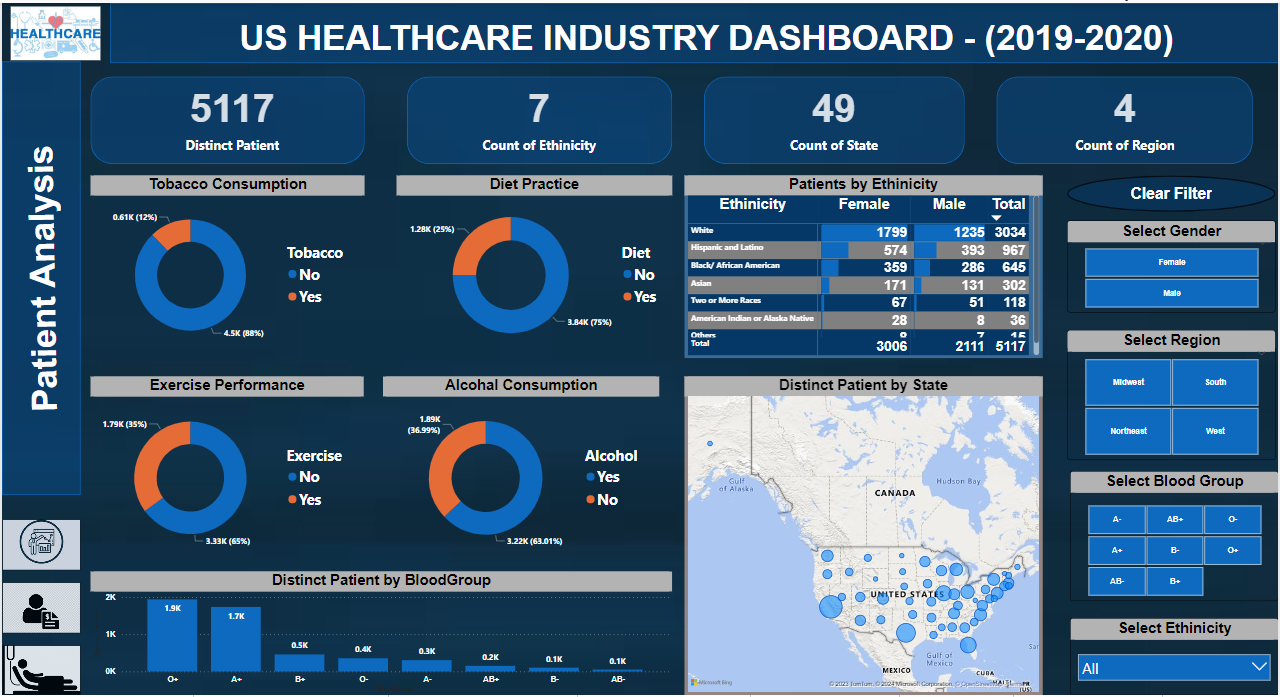 HEALTHCARE
US HEALTHCARE INDUSTRY DASHBOARD - (2019-2020)
Patient Analysis
5117
Distinct Patient
7
Count of Ethinicity
49
Count of State
4
Count of Region
Tobacco Consumption
0.61K (12%)
4.5K (88%)
Tobacco
No
Yes
Diet Practice
1.28K (25%)
3.84K (75%)
Diet
No
Yes
Patients by Ethinicity
Ethinicity Female Male Total
White 1799 1235 3034
Hispanic and Latino 574 393 967
Black/ African American 359 286 645
Asian 171 131 302
Two or More Races 67 51 118
American Indian or Alaska Native 28 8 36
Others 8 7 15
Total 3006 2111 5117
Clear Filter
Select Gender
Female
Male
Exercise Performance
1.79K (35%)
3.33K (65%)
Exercise
No
Yes
Alcohal Consumption
1.89K
(36.99%)
3.22K (63.01%)
Alcohol
Yes
No
Distinct Patient by State
Gulf
of Alaska
CANADA
Hudson Bay
UNITED STATES
Gulf of
Mexico
MEXICO
CUBA
HAITI
PR
(US)
Microsoft Bing
© 2023 TomTom, © 2024 Microsoft Corporation, © OpenStreetMap
Select Region
Midwest South
Northeast West
Select Blood Group
A- AB+ O-
A+ B- O+
AB- B+
Select Ethinicity
All
Distinct Patient by BloodGroup
2K
1K
0K
1.9K 1.7K 0.5K 0.4K 0.3K 0.2K 0.1K 0.1K
O+ A+ B+ O- A- AB+ B- AB-